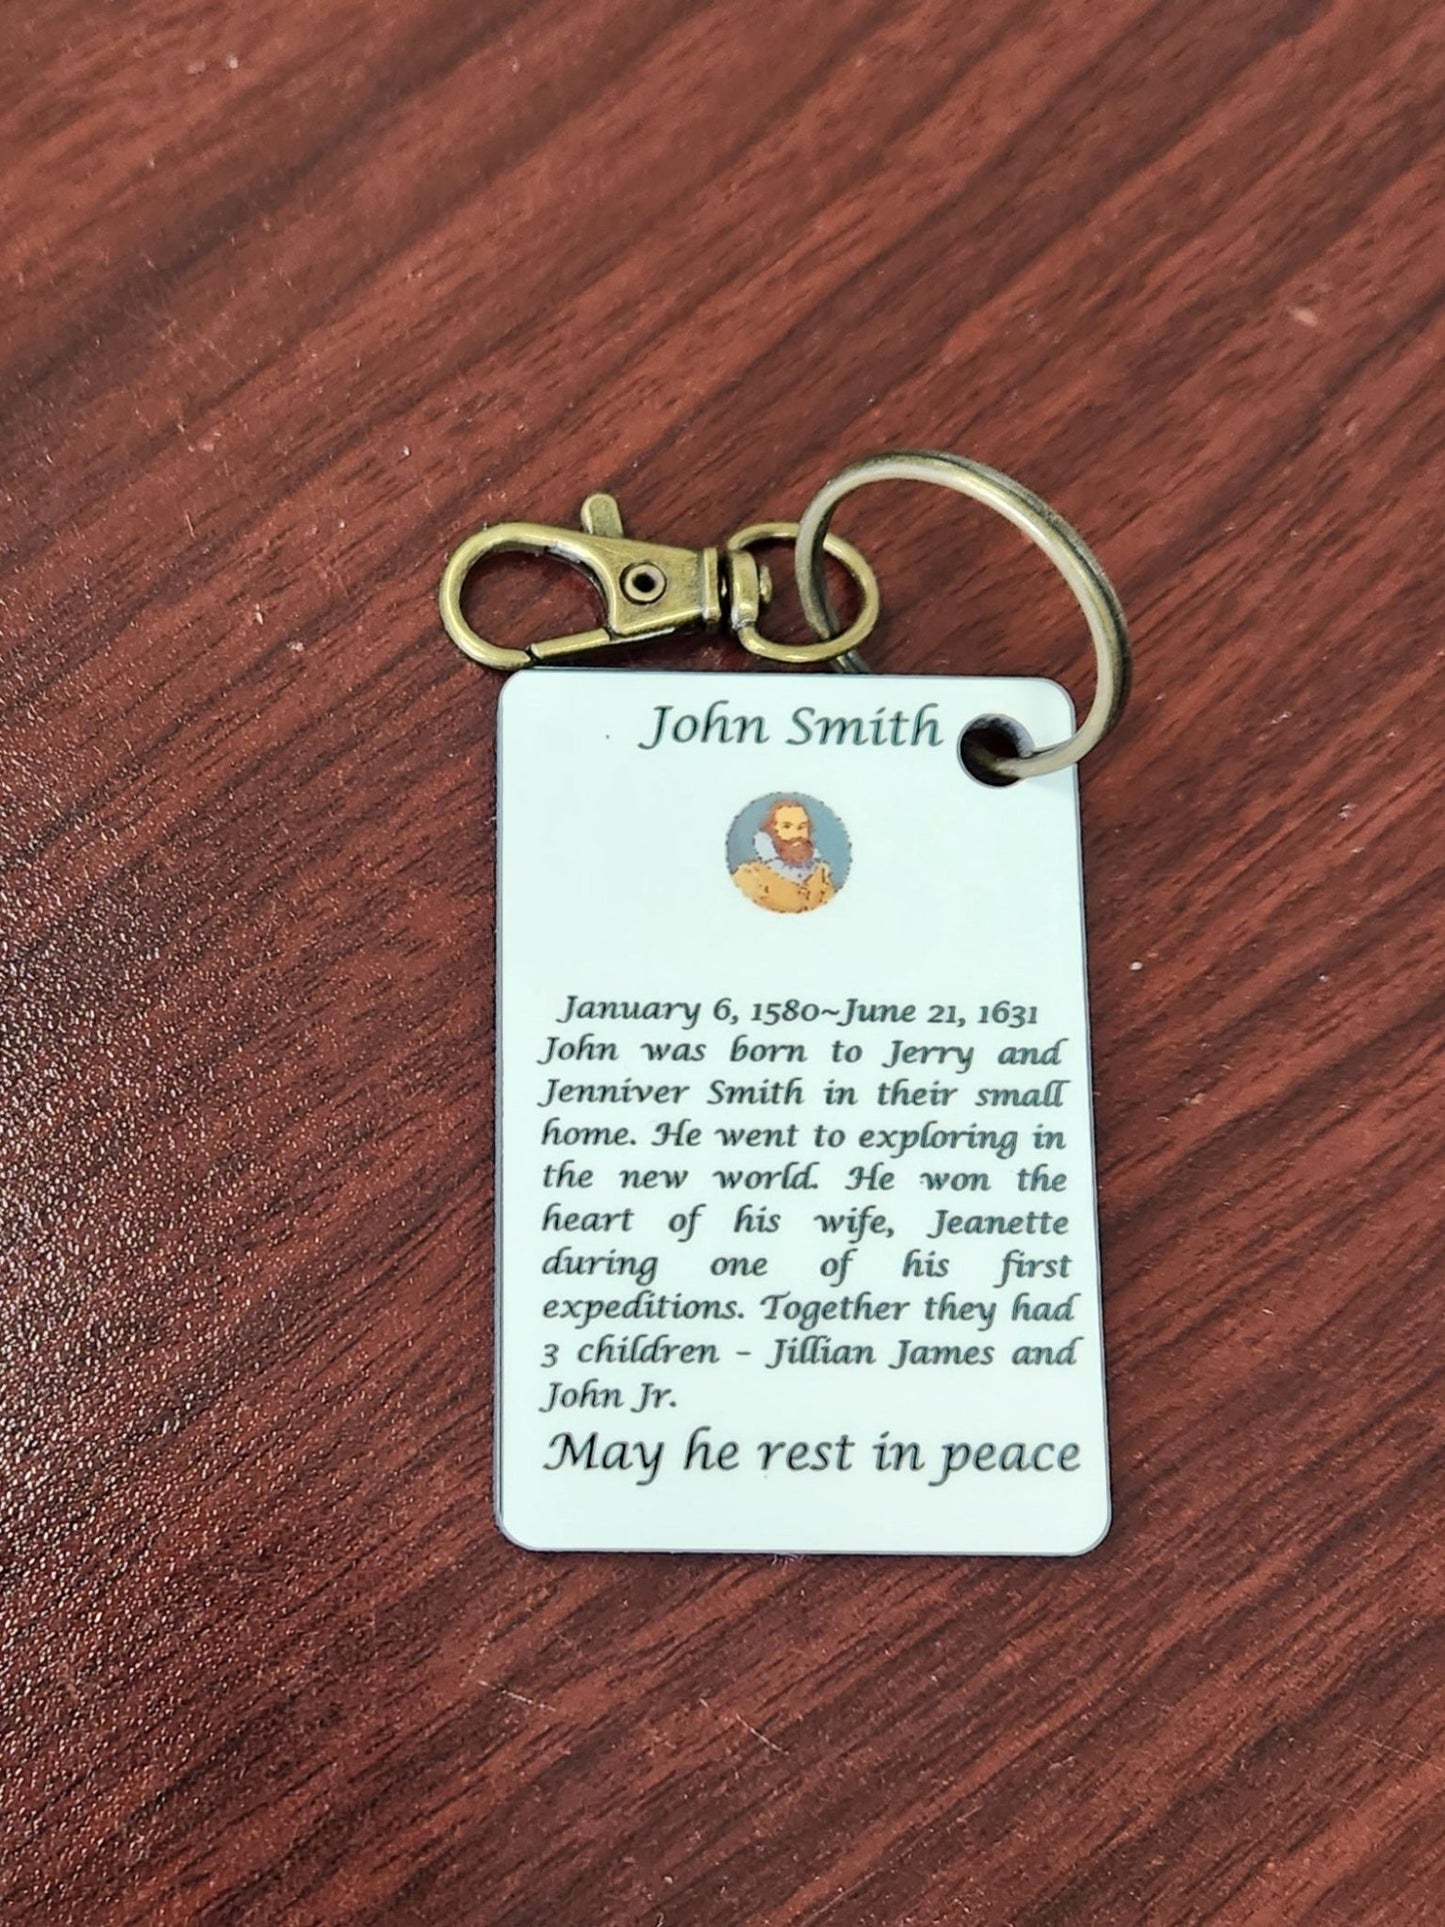 John Smith
January 6, 1580~June 21, 1631
John was born to Jerry and
Jenniver Smith in their small
home. He went to exploring in
the new world. He won the
heart of his wife, Jeanette
during one of his first
expeditions. Together they had
3 children – Jillian James and
John Jr.
May he rest in peace